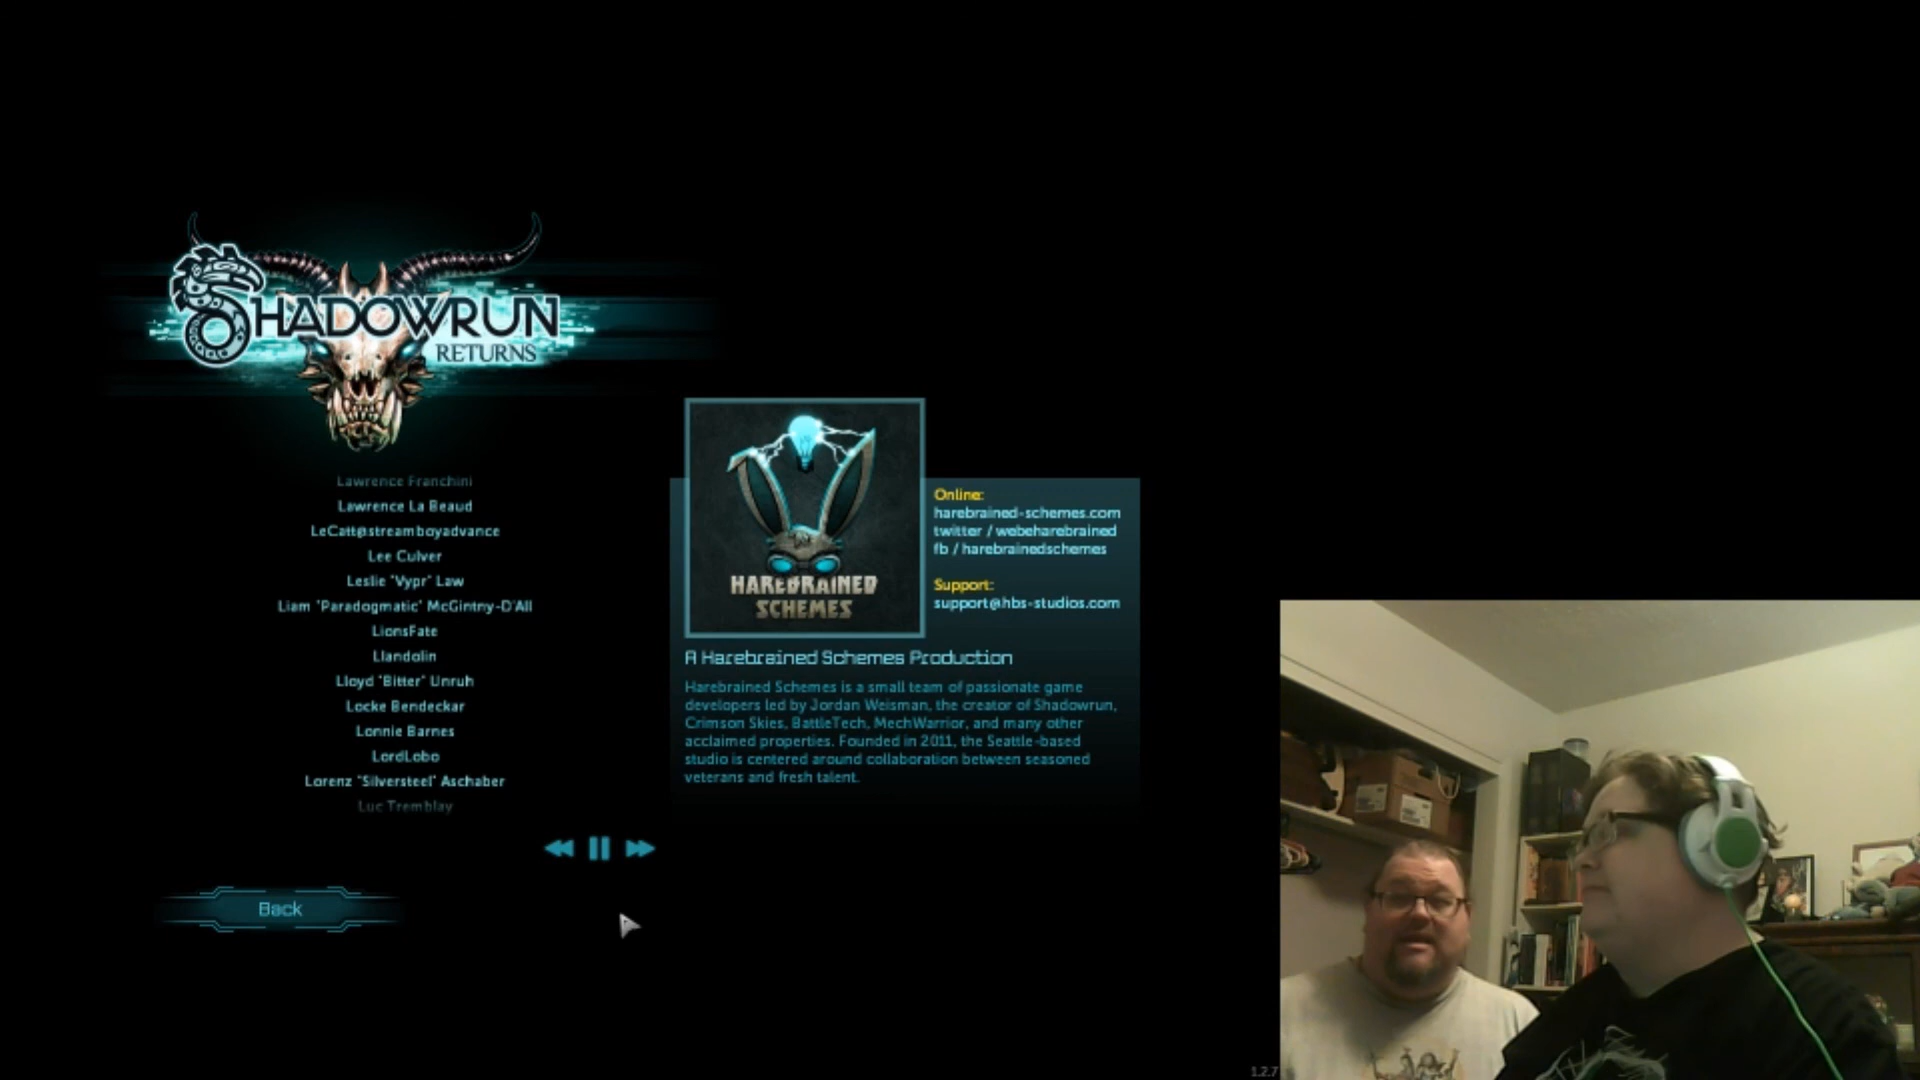 SHADOWRUN
RETURNS
Lawrence Franchini
Lawrence La Beaud
LeCatt@streamboyadvance
Lee Culver
Leslie "Vypr" Law
Liam "Paradogmatic" McGintny-D'All
LionsFate
Llandolin
Lloyd "Bitter" Unruh
Locke Bendeckar
Lonnie Barnes
LordLobo
Lorenz "Silversteel" Aschaber
Luc Tremblay
Back
HAREBRAINED
SCHEMES
Online:
harebrained-schemes.com
twitter / webeharebrained
fb / harebrainedschemes
Support:
support@hbs-studios.com
A Harebrained Schemes Production
Harebrained Schemes is a small team of passionate game
developers led by Jordan Weisman, the creator of Shadowrun,
Crimson Skies, BattleTech, MechWarrior, and many other
acclaimed properties. Founded in 2011, the Seattle-based
studio is centered around collaboration between seasoned
veterans and fresh talent.
1.2.7